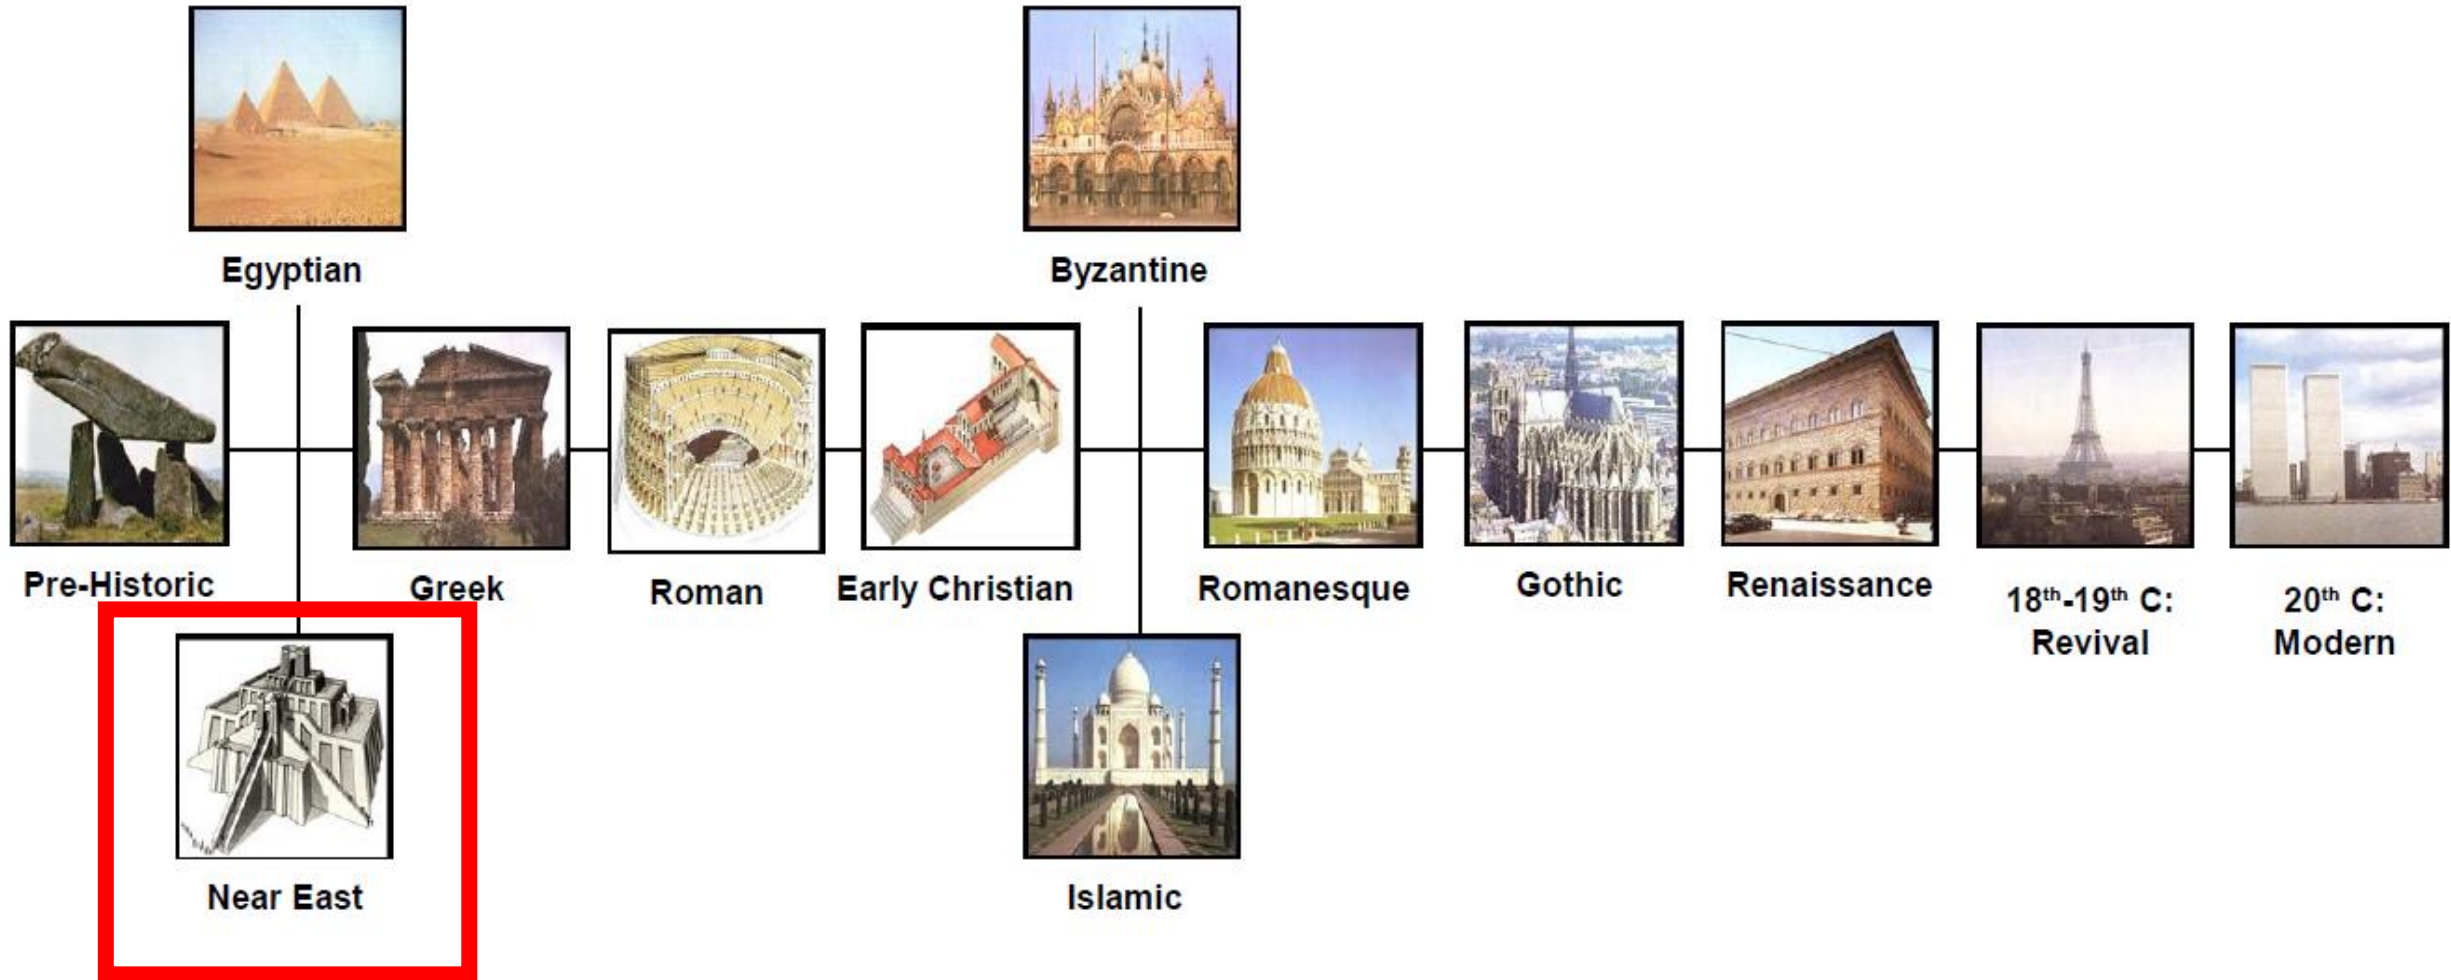 Egyptian
Byzantine
Pre-Historic
Greek
Roman
Early Christian
Romanesque
Gothic
Renaissance
18th-19th C:
Revival
20th C:
Modern
Near East
Islamic